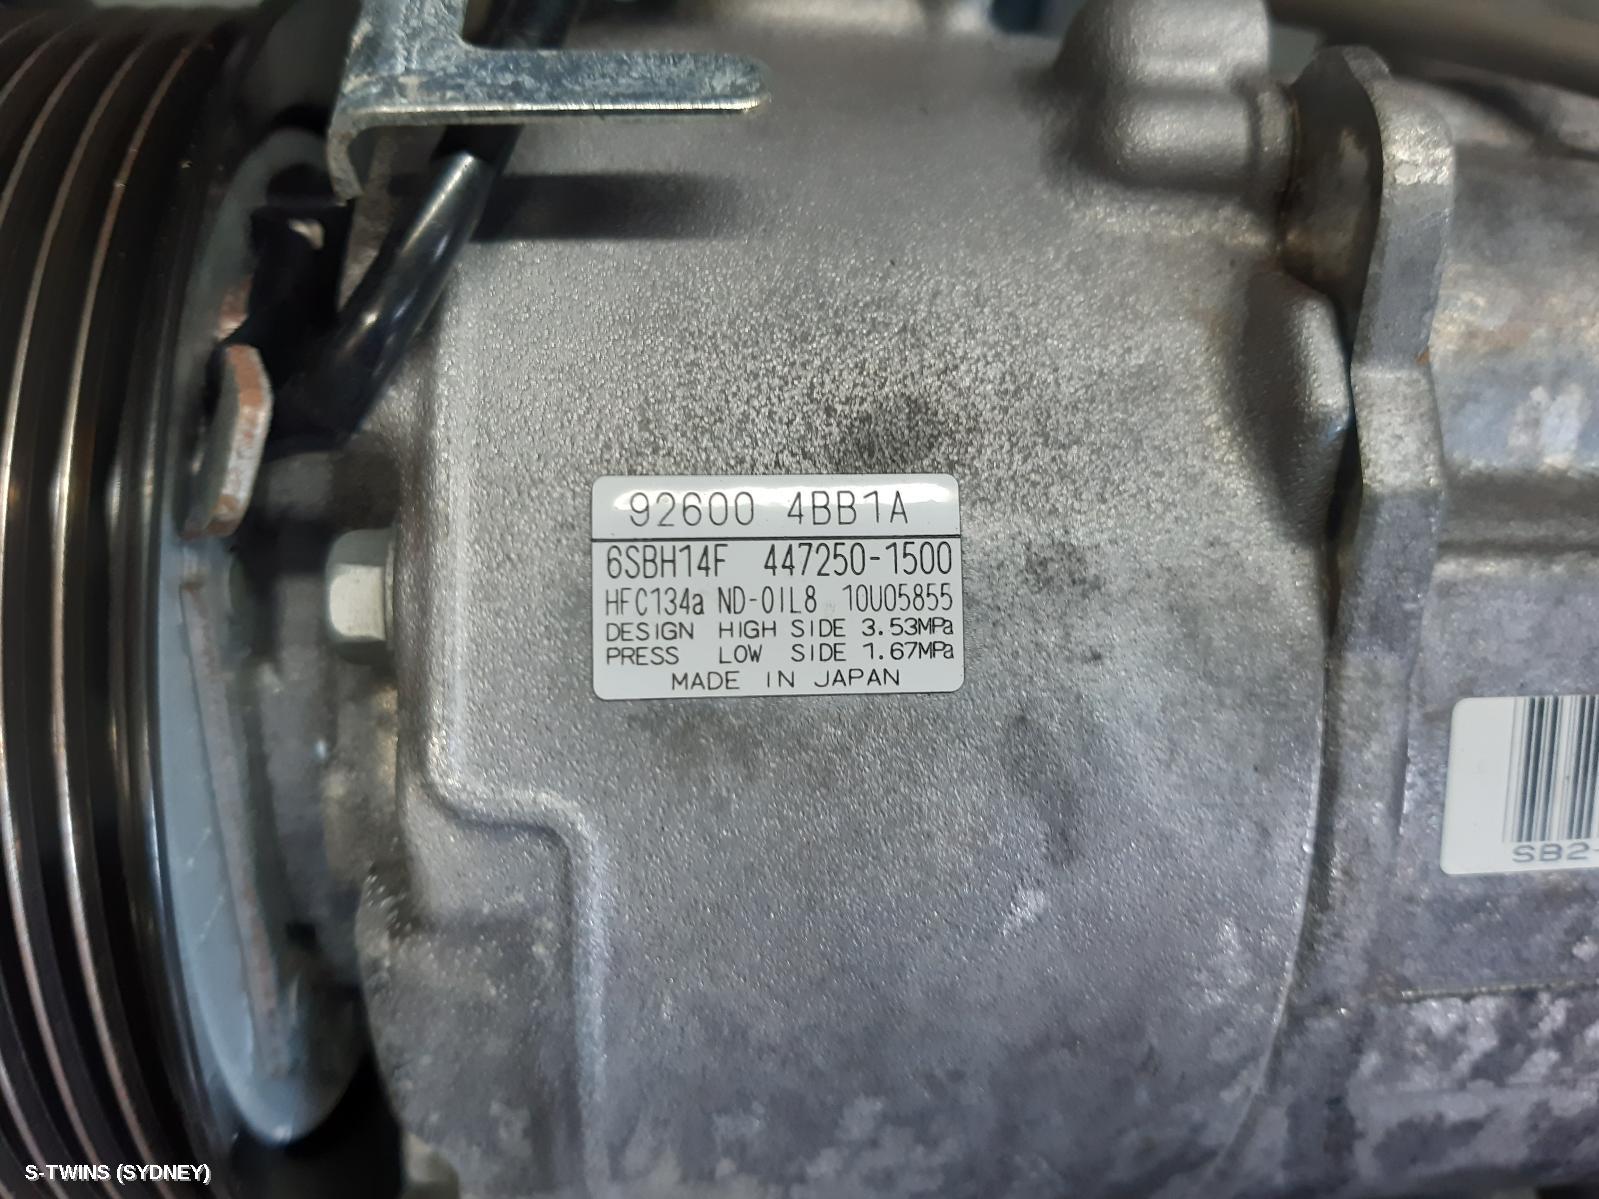 92600 4BB1A
6SBH14F 447250-1500
HFC134a ND-OIL8 10U05855
DESIGN HIGH SIDE 3.53MPa
PRESS LOW SIDE 1.67MPa
MADE IN JAPAN
SB2-
S-TWINS (SYDNEY)